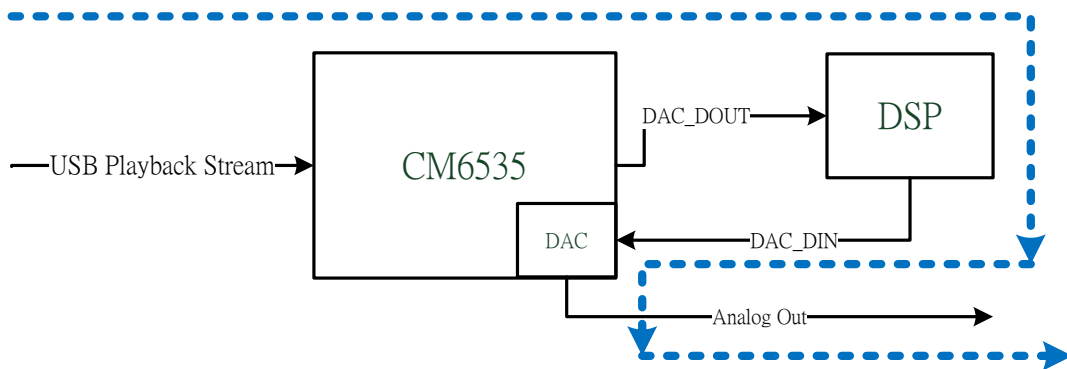 DAC_DOUT
DSP
USB Playback Stream
CM6535
DAC
DAC_DIN
Analog Out